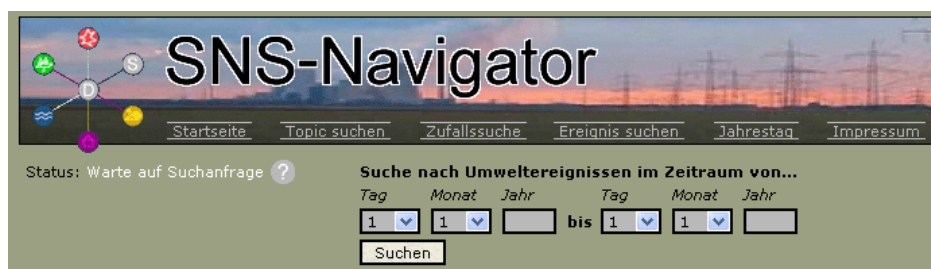 SNS-Navigator
S
D
Startseite Topic suchen Zufallssuche Ereignis suchen Jahrestag Impressum
Status: Warte auf Suchanfrage ?
Suche nach Umweltereignissen im Zeitraum von...
Tag Monat Jahr Tag Monat Jahr
1 1 bis 1 1
Suchen